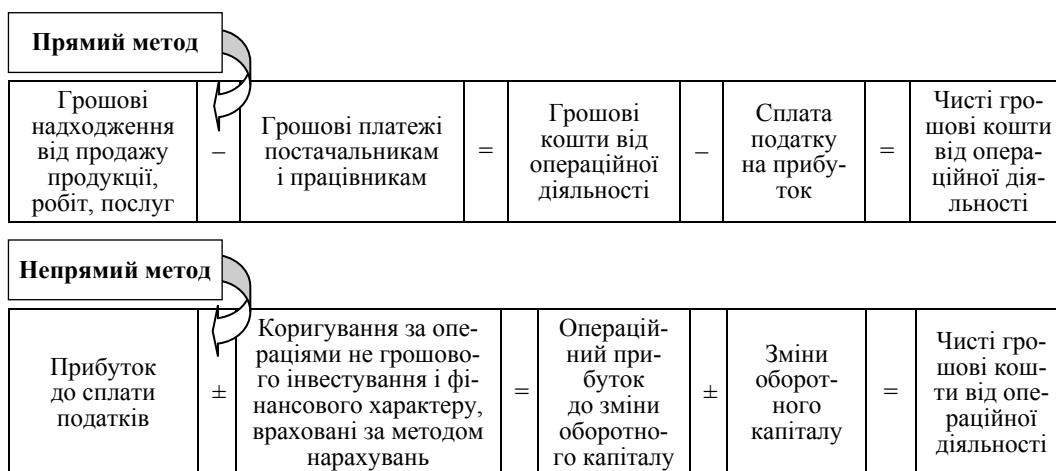 Прямий метод
Грошові
надходження
від продажу
продукції,
робіт, послуг
–
Грошові платежі
постачальникам
і працівникам
=
Грошові
кошти від
операційної
діяльності
–
Сплата
податку
на прибу-
ток
=
Чисті гро-
шові кошти
від опера-
ційної дія-
льності
Непрямий метод
Прибуток
до сплати
податків
±
Коригування за опе-
раціями не грошово-
го інвестування і фі-
нансового характеру,
враховані за методом
нарахувань
=
Операцій-
ний при-
буток
до зміни
оборотно-
го капіталу
±
Зміни
оборот-
ного
капіталу
=
Чисті гро-
шові кош-
ти від опе-
раційної
діяльності